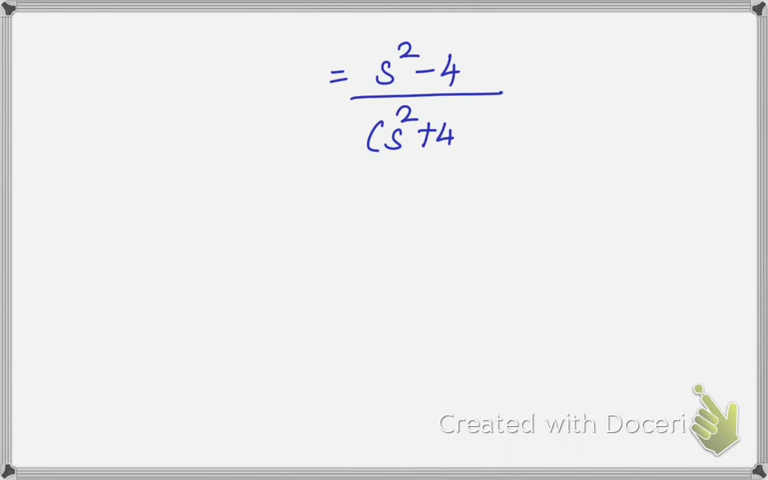 = s²-4
(s²+4
Created with Doceri